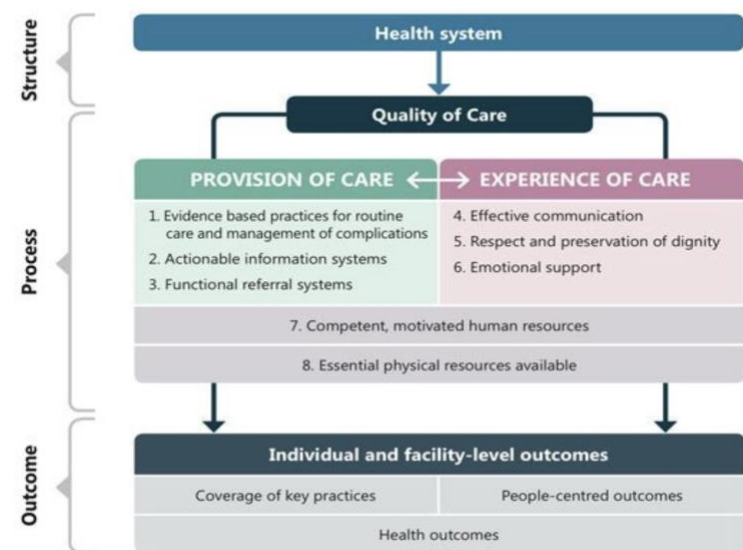 Structure
Health system
Process
Quality of Care
PROVISION OF CARE
EXPERIENCE OF CARE
1. Evidence based practices for routine
care and management of complications
2. Actionable information systems
3. Functional referral systems
4. Effective communication
5. Respect and preservation of dignity
6. Emotional support
7. Competent, motivated human resources
8. Essential physical resources available
Outcome
Individual and facility-level outcomes
Coverage of key practices
People-centred outcomes
Health outcomes